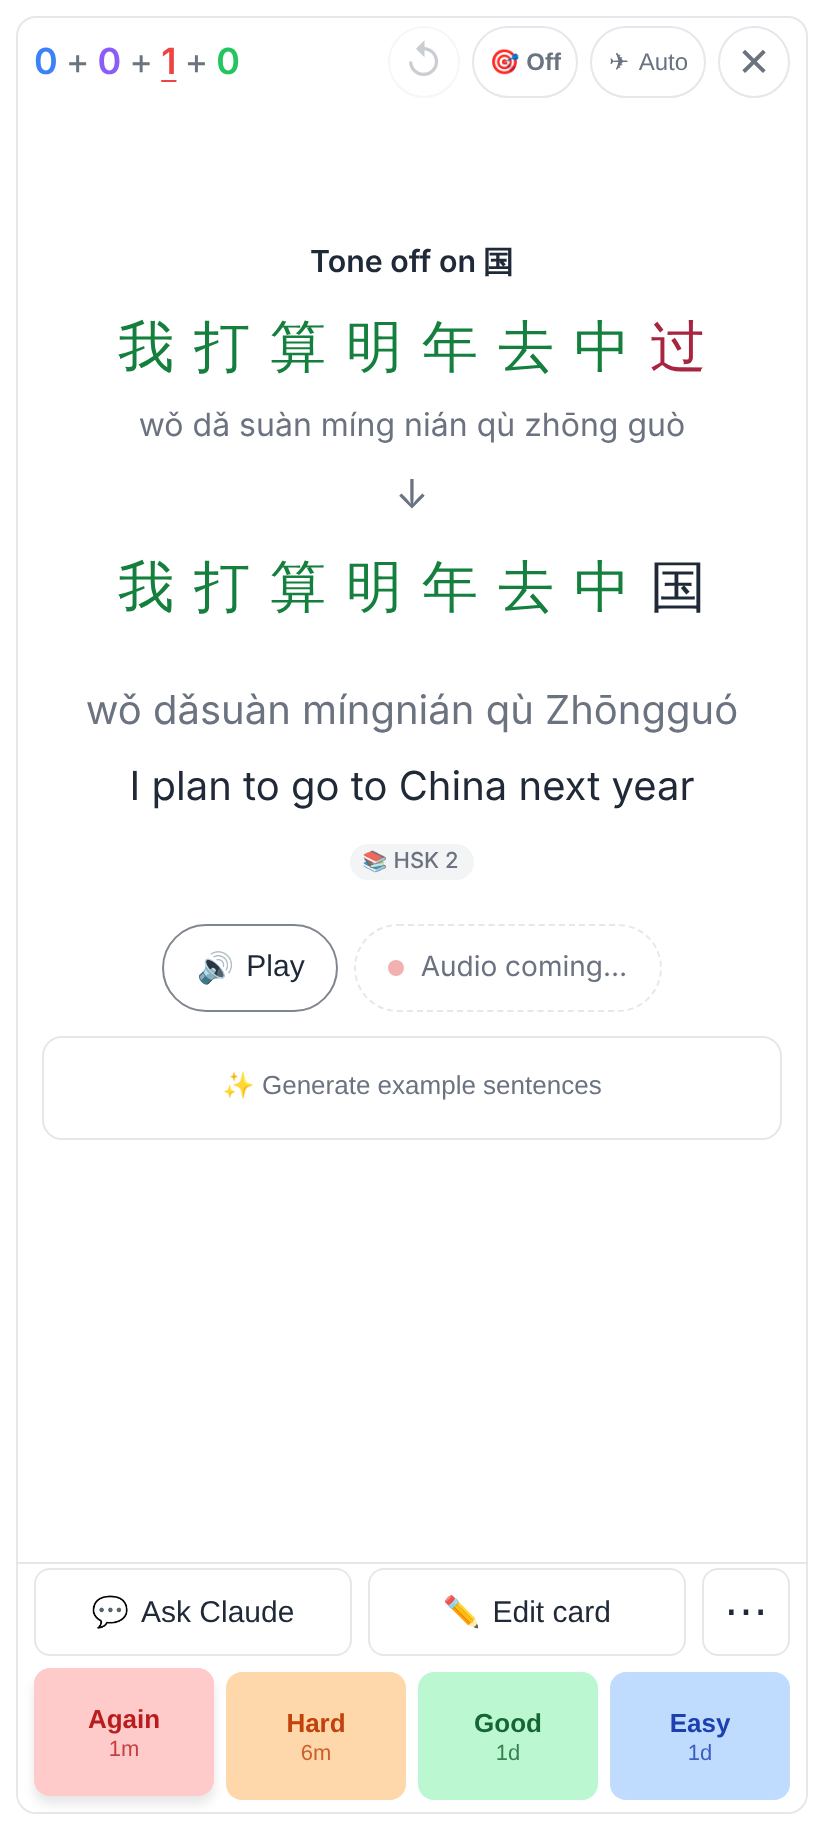 0 + 0 + 1 + 0
🎯 Off
✈ Auto
✕
Tone off on 国
我打算明年去中过
wǒ dǎ suàn míng nián qù zhōng guò
↓
我打算明年去中国
wǒ dǎsuàn míngnián qù Zhōngguó
I plan to go to China next year
📚 HSK 2
🔊 Play
Audio coming...
✨ Generate example sentences
💬 Ask Claude
✏️ Edit card
⋯
Again
1m
Hard
6m
Good
1d
Easy
1d